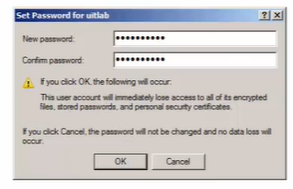 Set Password for uitlab
New password:
••••••••••
Confirm password:
••••••••••
If you click OK, the following will occur:
This user account will immediately lose access to all of its encrypted
files, stored passwords, and personal security certificates.
If you click Cancel, the password will not be changed and no data loss will
occur.
OK Cancel